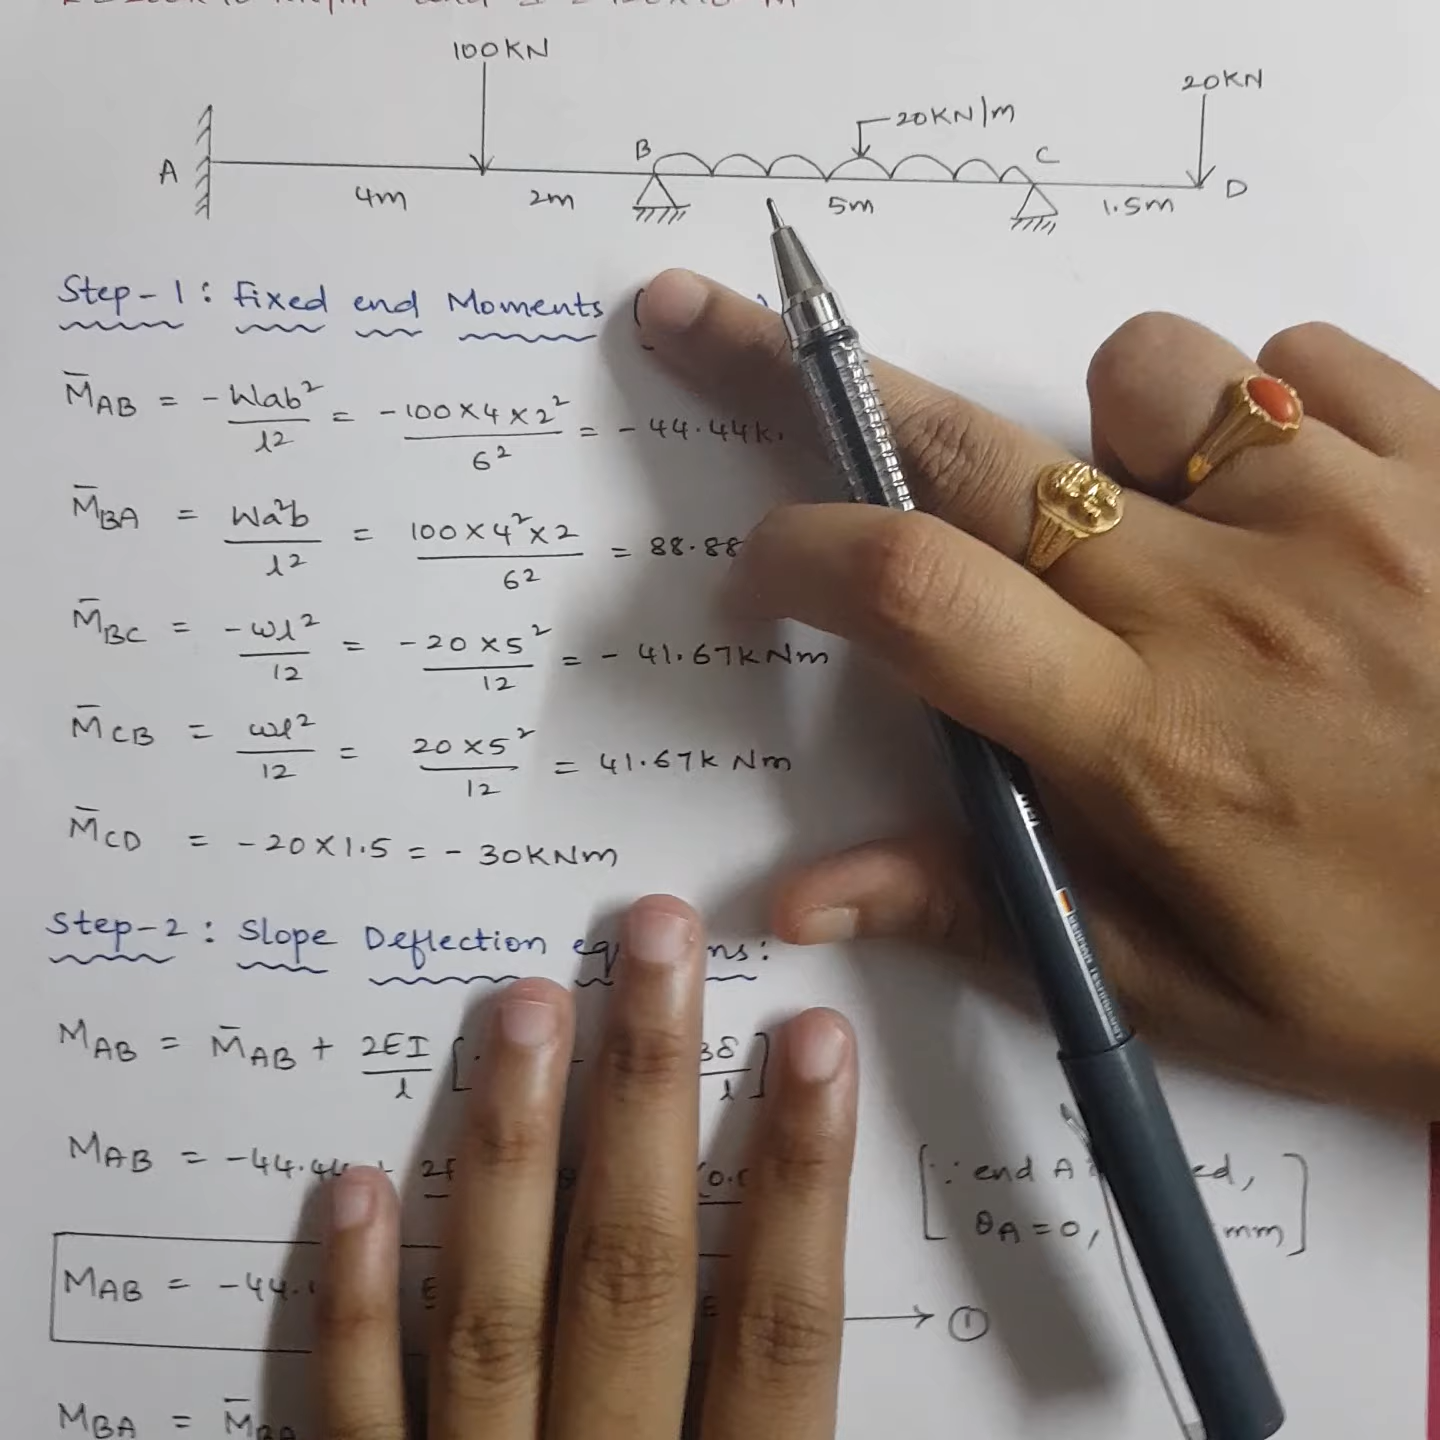 100KN
20KN
20KN/m
A
B
C
D
4m
2m
5m
1.5m
Step-1: Fixed end Moments (
M̄AB = -Wab²/l² = -100×4×2²/6² = -44.44k
M̄BA = Wa²b/l² = 100×4²×2/6² = 88.88
M̄BC = -wl²/12 = -20×5²/12 = -41.67kNm
M̄CB = wl²/12 = 20×5²/12 = 41.67kNm
M̄CD = -20×1.5 = -30KNm
Step-2: Slope Deflection
MAB = M̄AB + 2EI/l [ 3δ/l ]
MAB = -44.44
[∵ end A
θA=0, mm]
MAB = -44. → ①
MBA = M̄BA